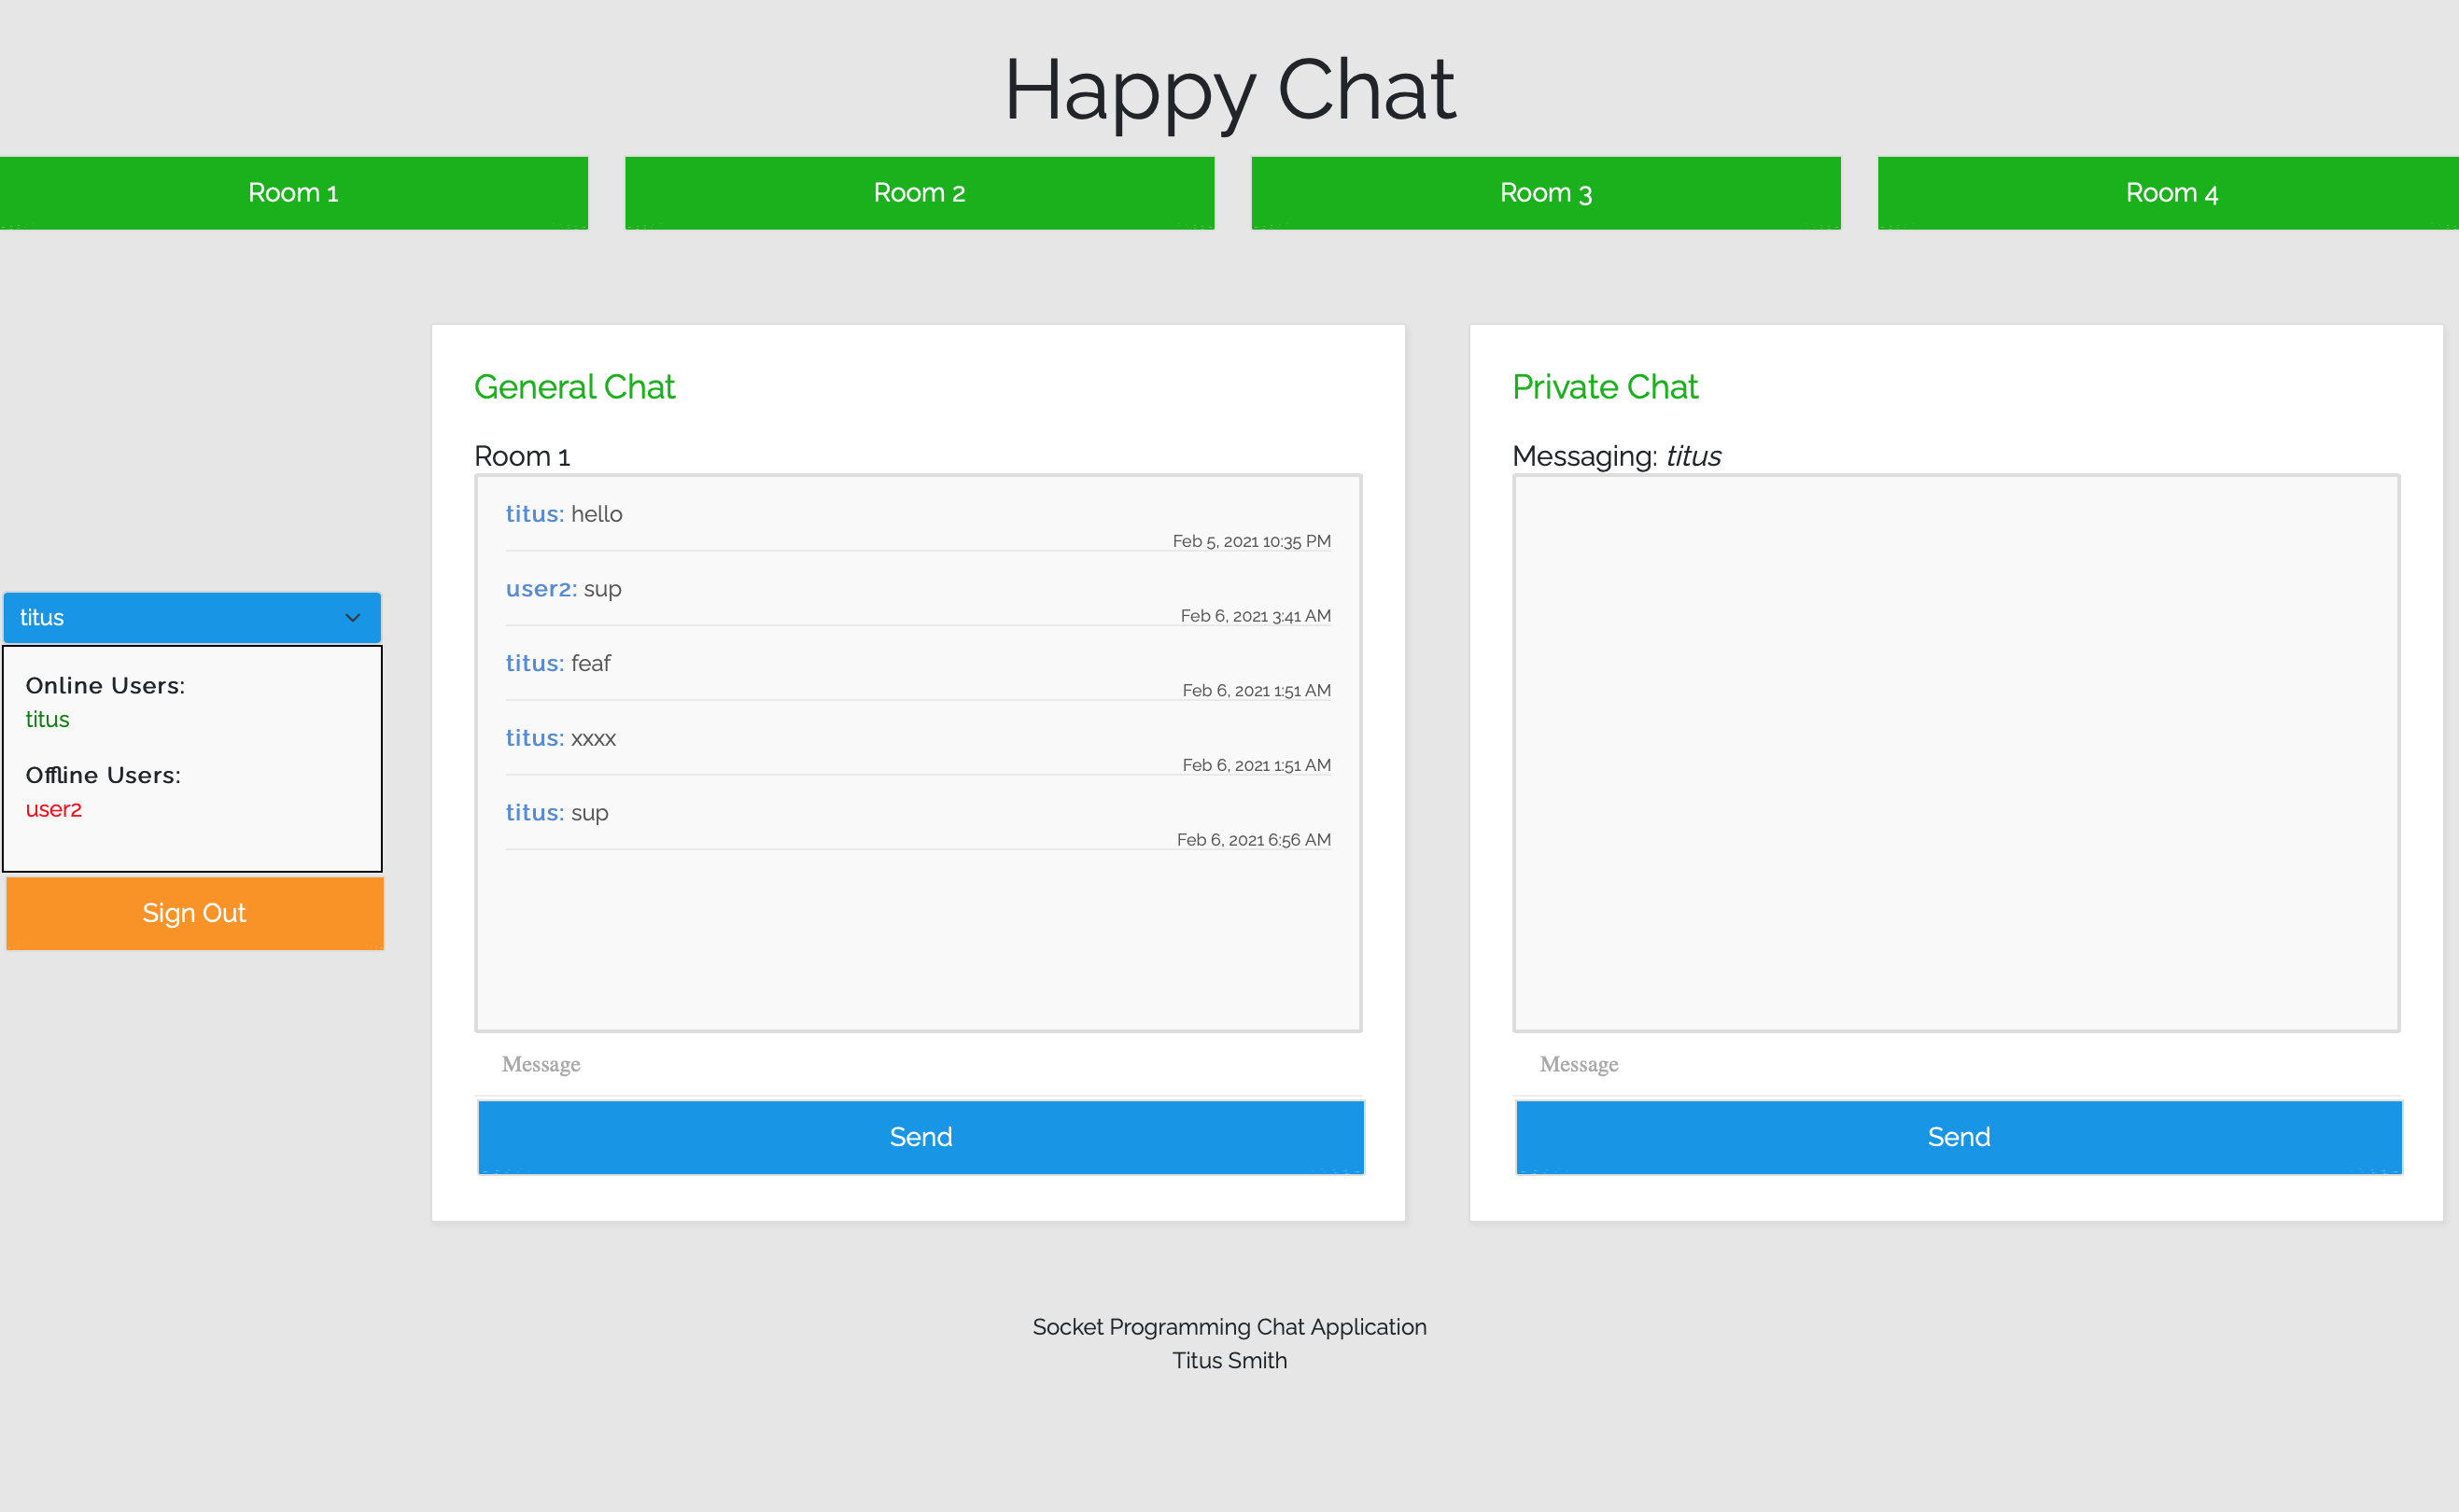 Happy Chat
Room 1
Room 2
Room 3
Room 4
titus
Online Users:
titus
Offline Users:
user2
Sign Out
General Chat
Room 1
titus: hello
Feb 5, 2021 10:35 PM
user2: sup
Feb 6, 2021 3:41 AM
titus: feaf
Feb 6, 2021 1:51 AM
titus: xxxx
Feb 6, 2021 1:51 AM
titus: sup
Feb 6, 2021 6:56 AM
Message
Send
Private Chat
Messaging: titus
Message
Send
Socket Programming Chat Application
Titus Smith